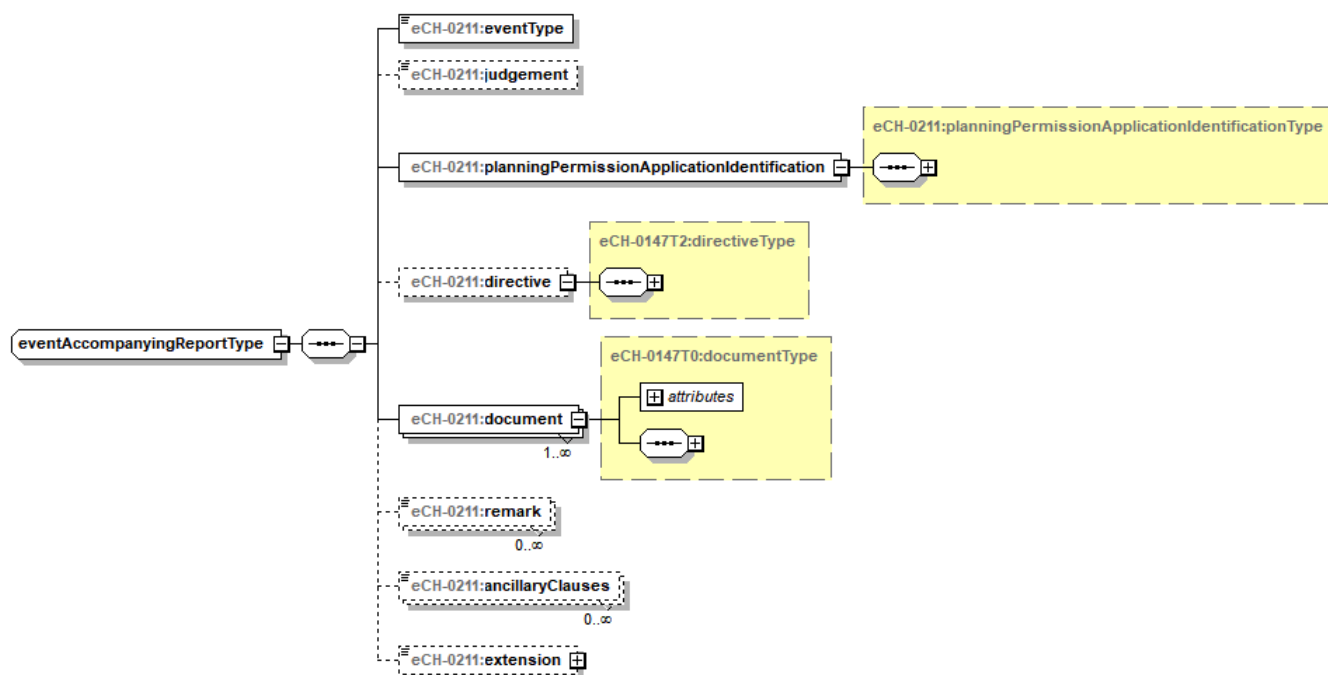 eCH-0211:eventType
eCH-0211:judgement
eCH-0211:planningPermissionApplicationIdentificationType
eCH-0211:planningPermissionApplicationIdentification
eCH-0147T2:directiveType
eCH-0211:directive
eventAccompanyingReportType
eCH-0147T0:documentType
attributes
eCH-0211:document
1..∞
eCH-0211:remark
0..∞
eCH-0211:ancillaryClauses
0..∞
eCH-0211:extension